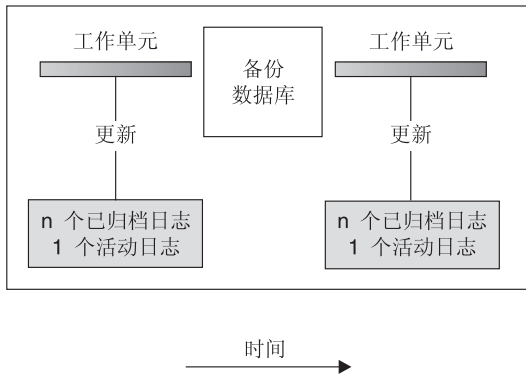 工作单元
备份
数据库
工作单元
更新
更新
n 个已归档日志
1 个活动日志
n 个已归档日志
1 个活动日志
时间